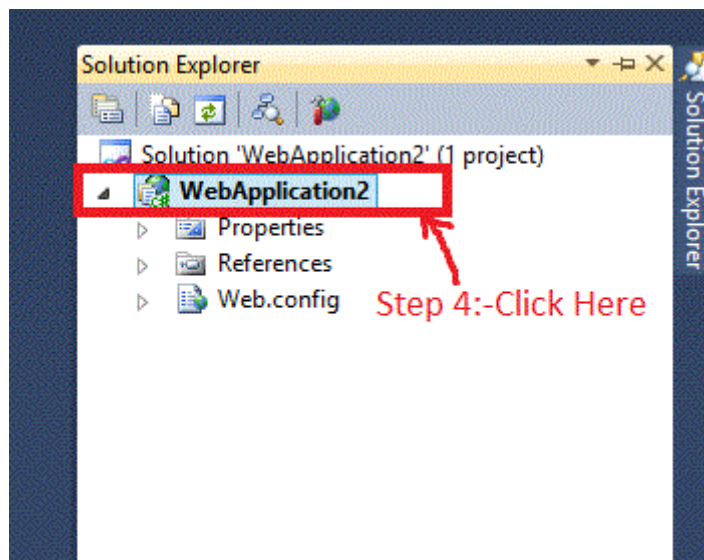 Solution Explorer
Solution 'WebApplication2' (1 project)
WebApplication2
Properties
References
Web.config
Step 4:-Click Here
Solution Explorer